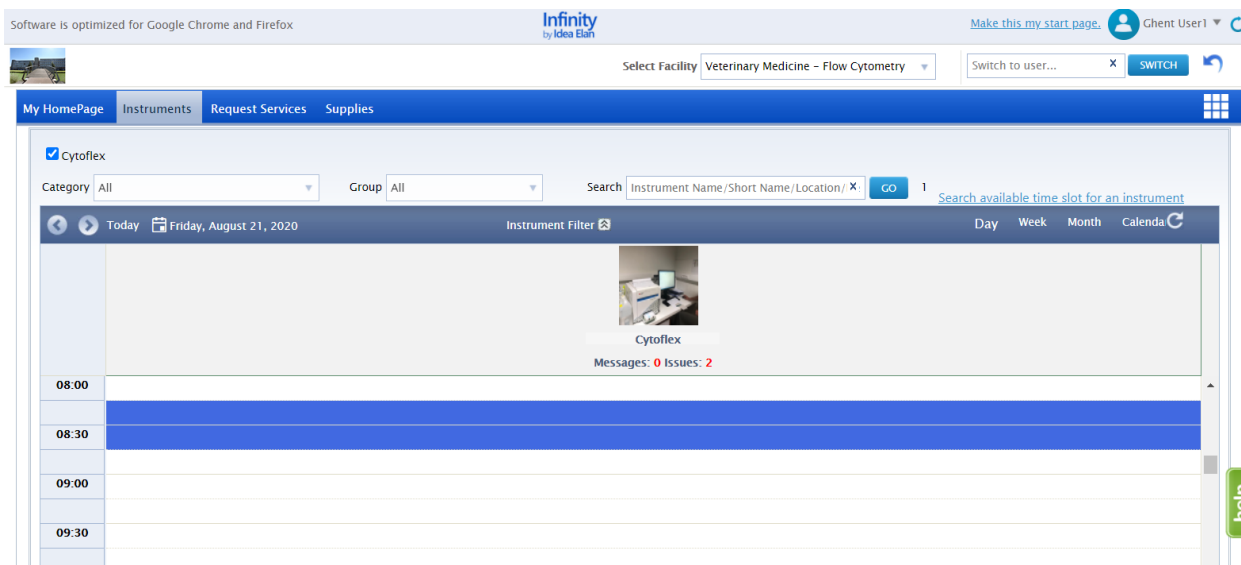 Software is optimized for Google Chrome and Firefox
Infinity
by Idea Elan
Make this my start page.
Ghent User1
Select Facility Veterinary Medicine – Flow Cytometry
Switch to user... x SWITCH
My HomePage Instruments Request Services Supplies
Cytoflex
Category All Group All Search Instrument Name/Short Name/Location/ x GO 1 Search available time slot for an instrument
Today Friday, August 21, 2020 Instrument Filter Day Week Month Calenda
Cytoflex
Messages: 0 Issues: 2
08:00
08:30
09:00
09:30
help